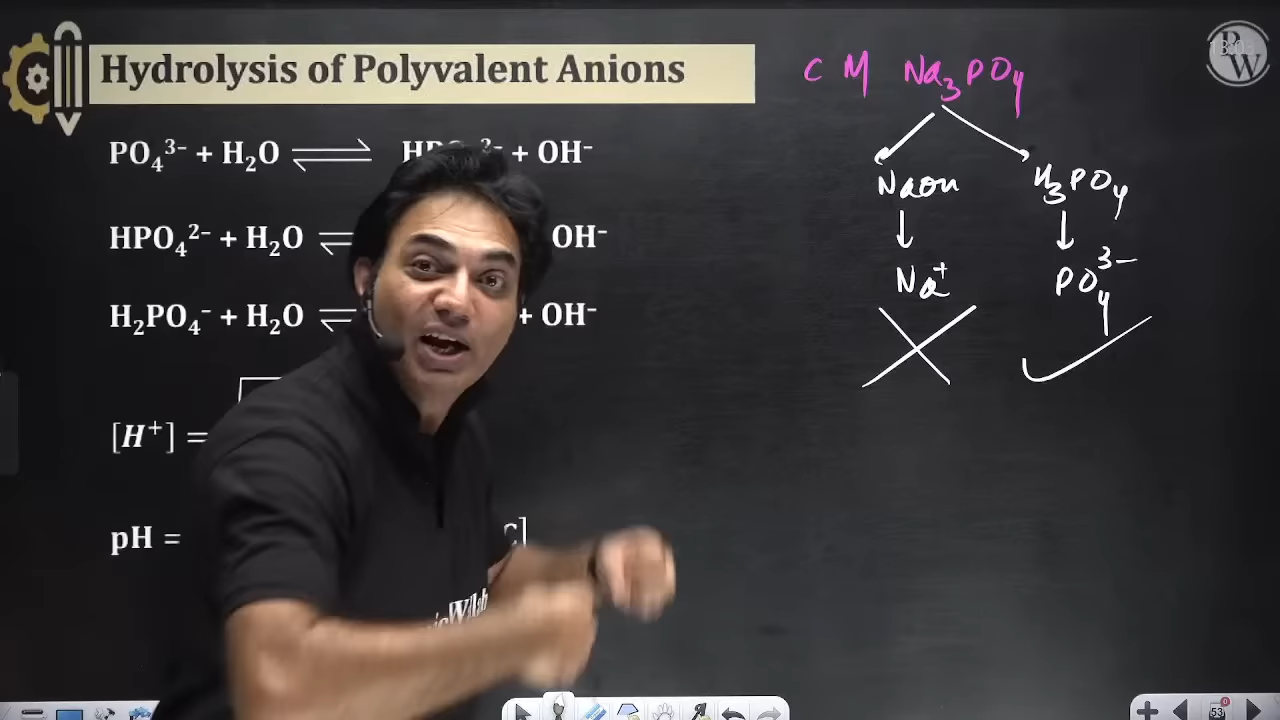 Hydrolysis of Polyvalent Anions
PO₄³⁻ + H₂O ⇌ + OH⁻
HPO₄²⁻ + H₂O ⇌ OH⁻
H₂PO₄⁻ + H₂O ⇌ + OH⁻
[H⁺] =
pH = C]
C M Na₃PO₄
NaOH H₃PO₄
Na⁺ PO₄³⁻
PW
53